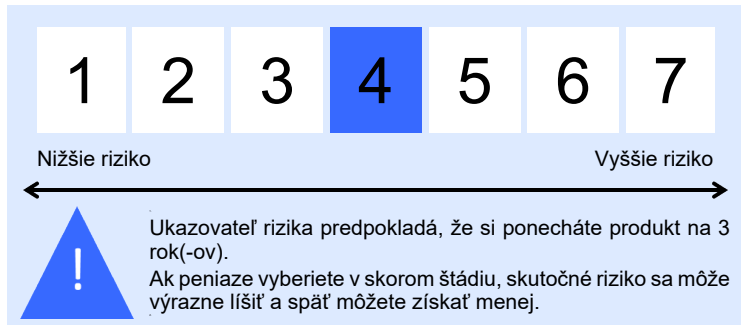 1 2 3 4 5 6 7
Nižšie riziko Vyššie riziko
!
Ukazovateľ rizika predpokladá, že si ponecháte produkt na 3
rok(-ov).
Ak peniaze vyberiete v skorom štádiu, skutočné riziko sa môže
výrazne líšiť a späť môžete získať menej.